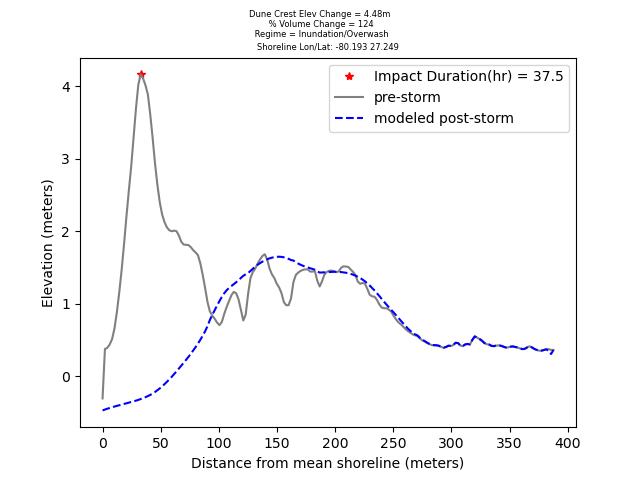 Dune Crest Elev Change = 4.48m
% Volume Change = 124
Regime = Inundation/Overwash
Shoreline Lon/Lat: -80.193 27.249
Impact Duration(hr) = 37.5
pre-storm
modeled post-storm
4
3
2
1
0
Elevation (meters)
0 50 100 150 200 250 300 350 400
Distance from mean shoreline (meters)